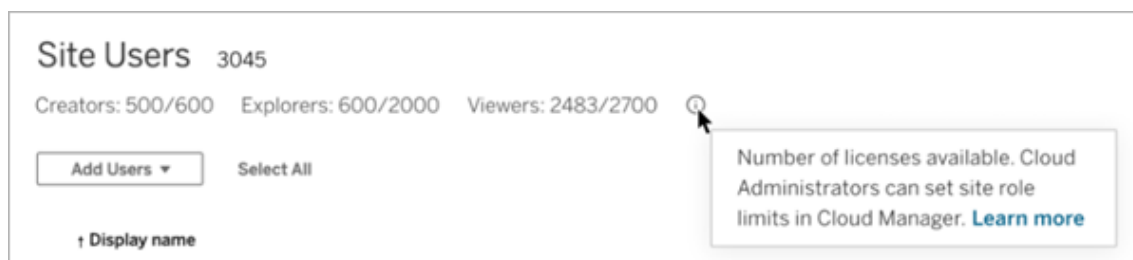 Site Users 3045
Creators: 500/600 Explorers: 600/2000 Viewers: 2483/2700
Number of licenses available. Cloud
Administrators can set site role
limits in Cloud Manager. Learn more
Add Users Select All
↑ Display name